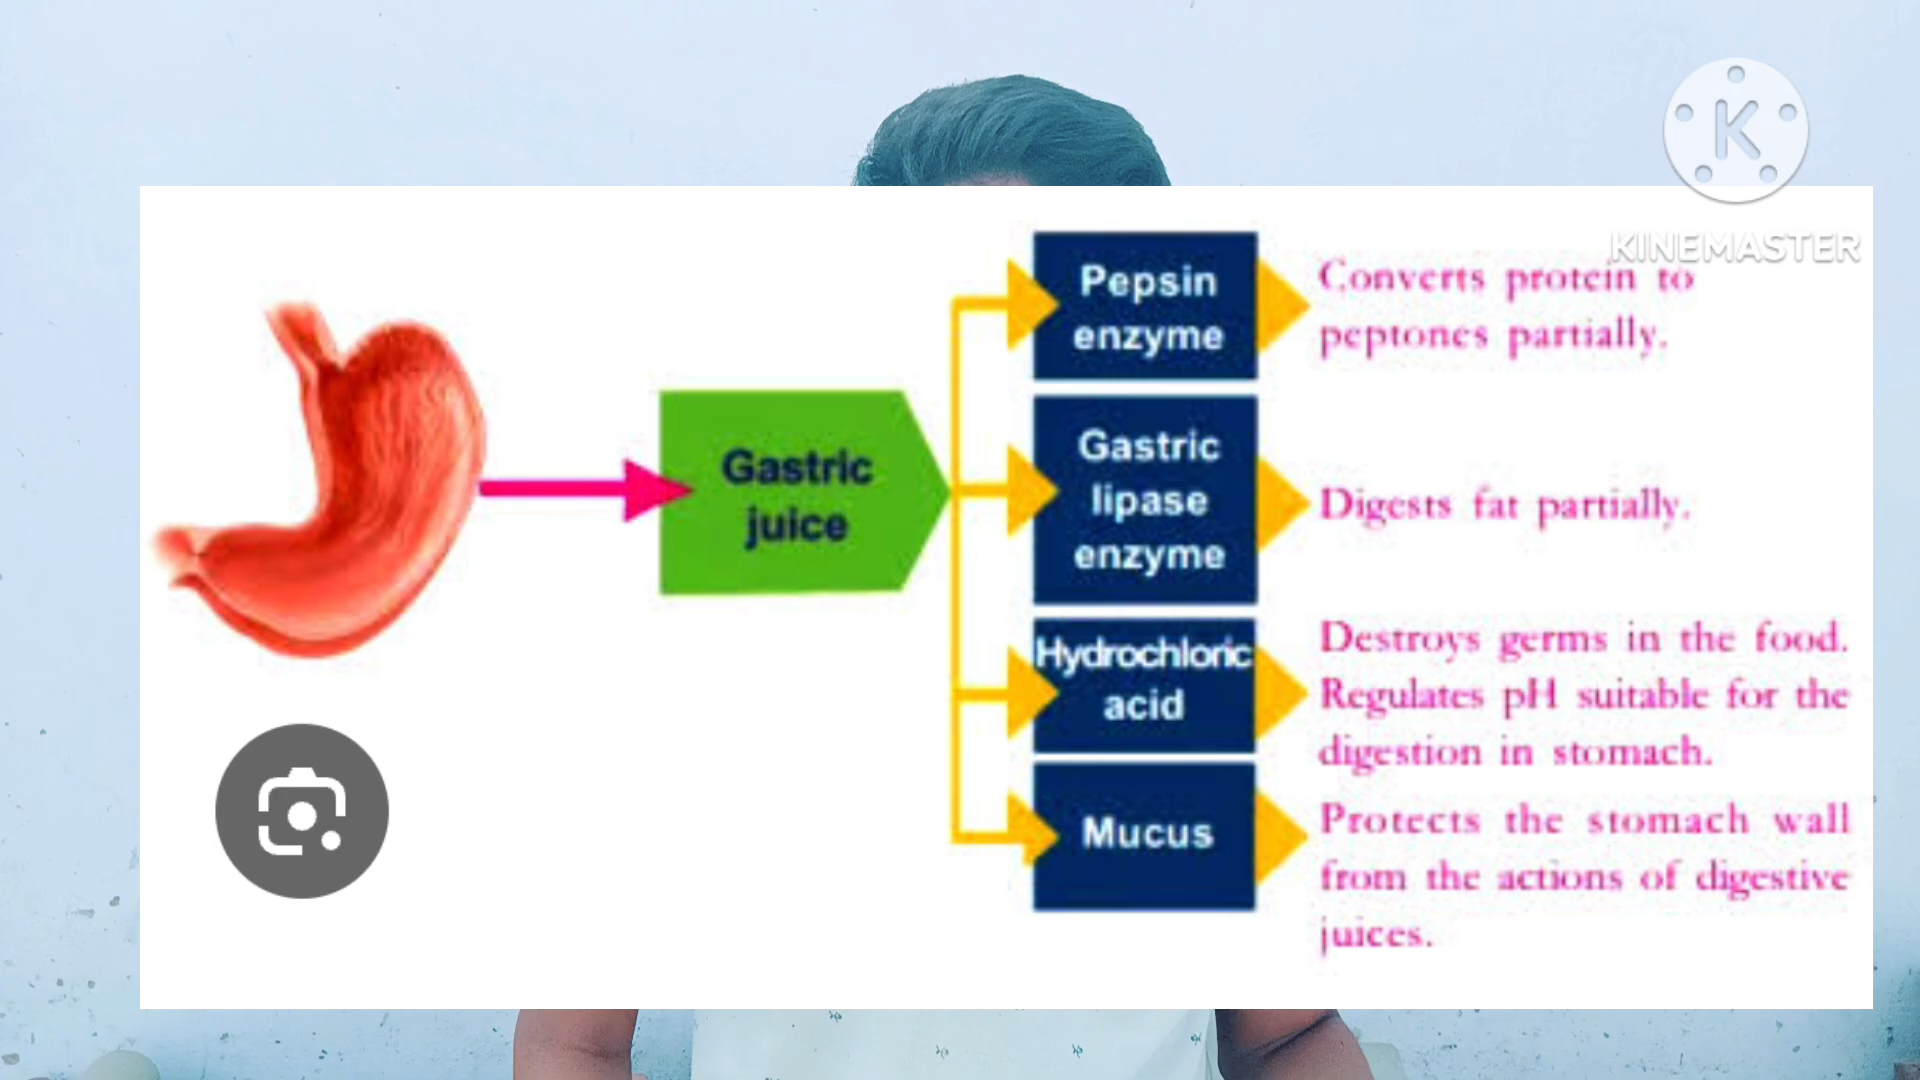 K
KINEMASTER
Gastric
juice
Pepsin
enzyme
Converts protein to
peptones partially.
Gastric
lipase
enzyme
Digests fat partially.
Hydrochloric
acid
Destroys germs in the food.
Regulates pH suitable for the
digestion in stomach.
Mucus
Protects the stomach wall
from the actions of digestive
juices.